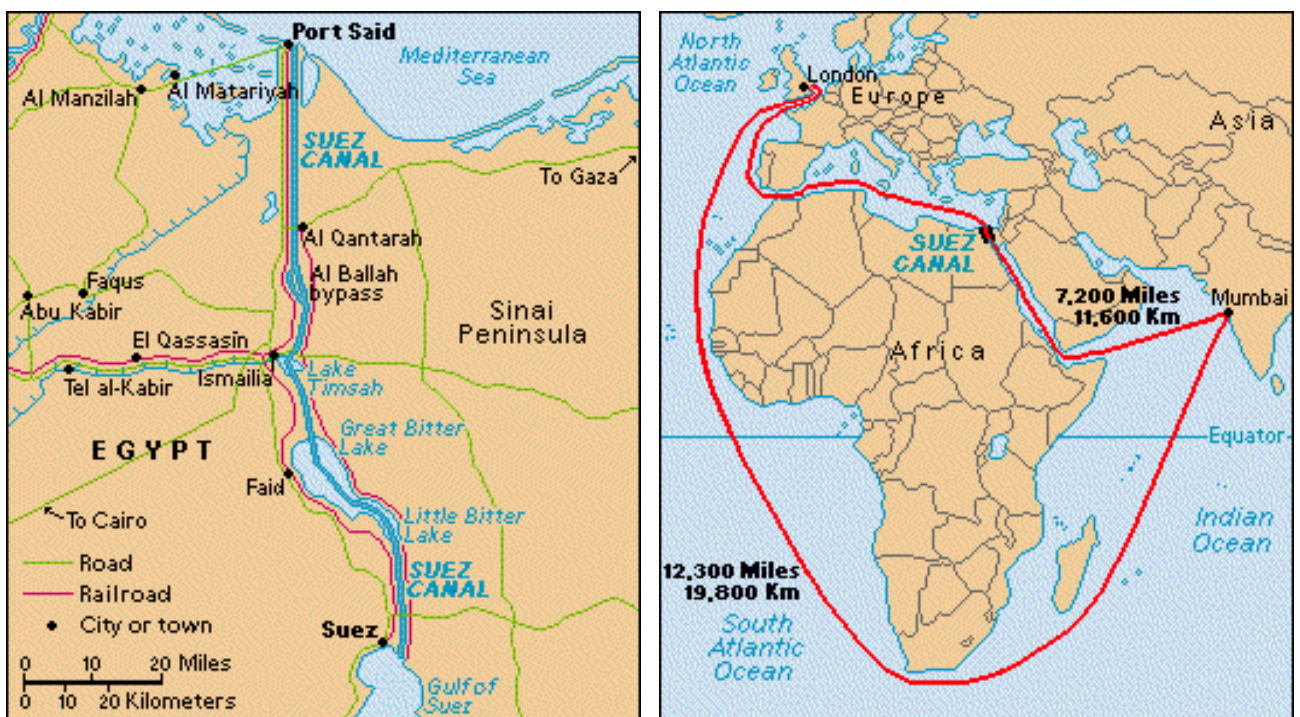 Port Said
Mediterranean
Sea
Al Manzilah
Al Matariyah
SUEZ
CANAL
To Gaza
Al Qantarah
Al Ballah
bypass
Faqus
Abu Kabir
Sinai
Peninsula
El Qassasin
Tel al-Kabir
Ismailia
Lake
Timsah
EGYPT
Great Bitter
Lake
Faid
To Cairo
Little Bitter
Lake
SUEZ
CANAL
Road
Railroad
City or town
Suez
0 10 20 Miles
0 10 20 Kilometers
Gulf of
Suez
North
Atlantic
Ocean
London
Europe
Asia
SUEZ
CANAL
7,200 Miles
11,600 Km
Mumbai
Africa
Equator
Indian
Ocean
12,300 Miles
19,800 Km
South
Atlantic
Ocean